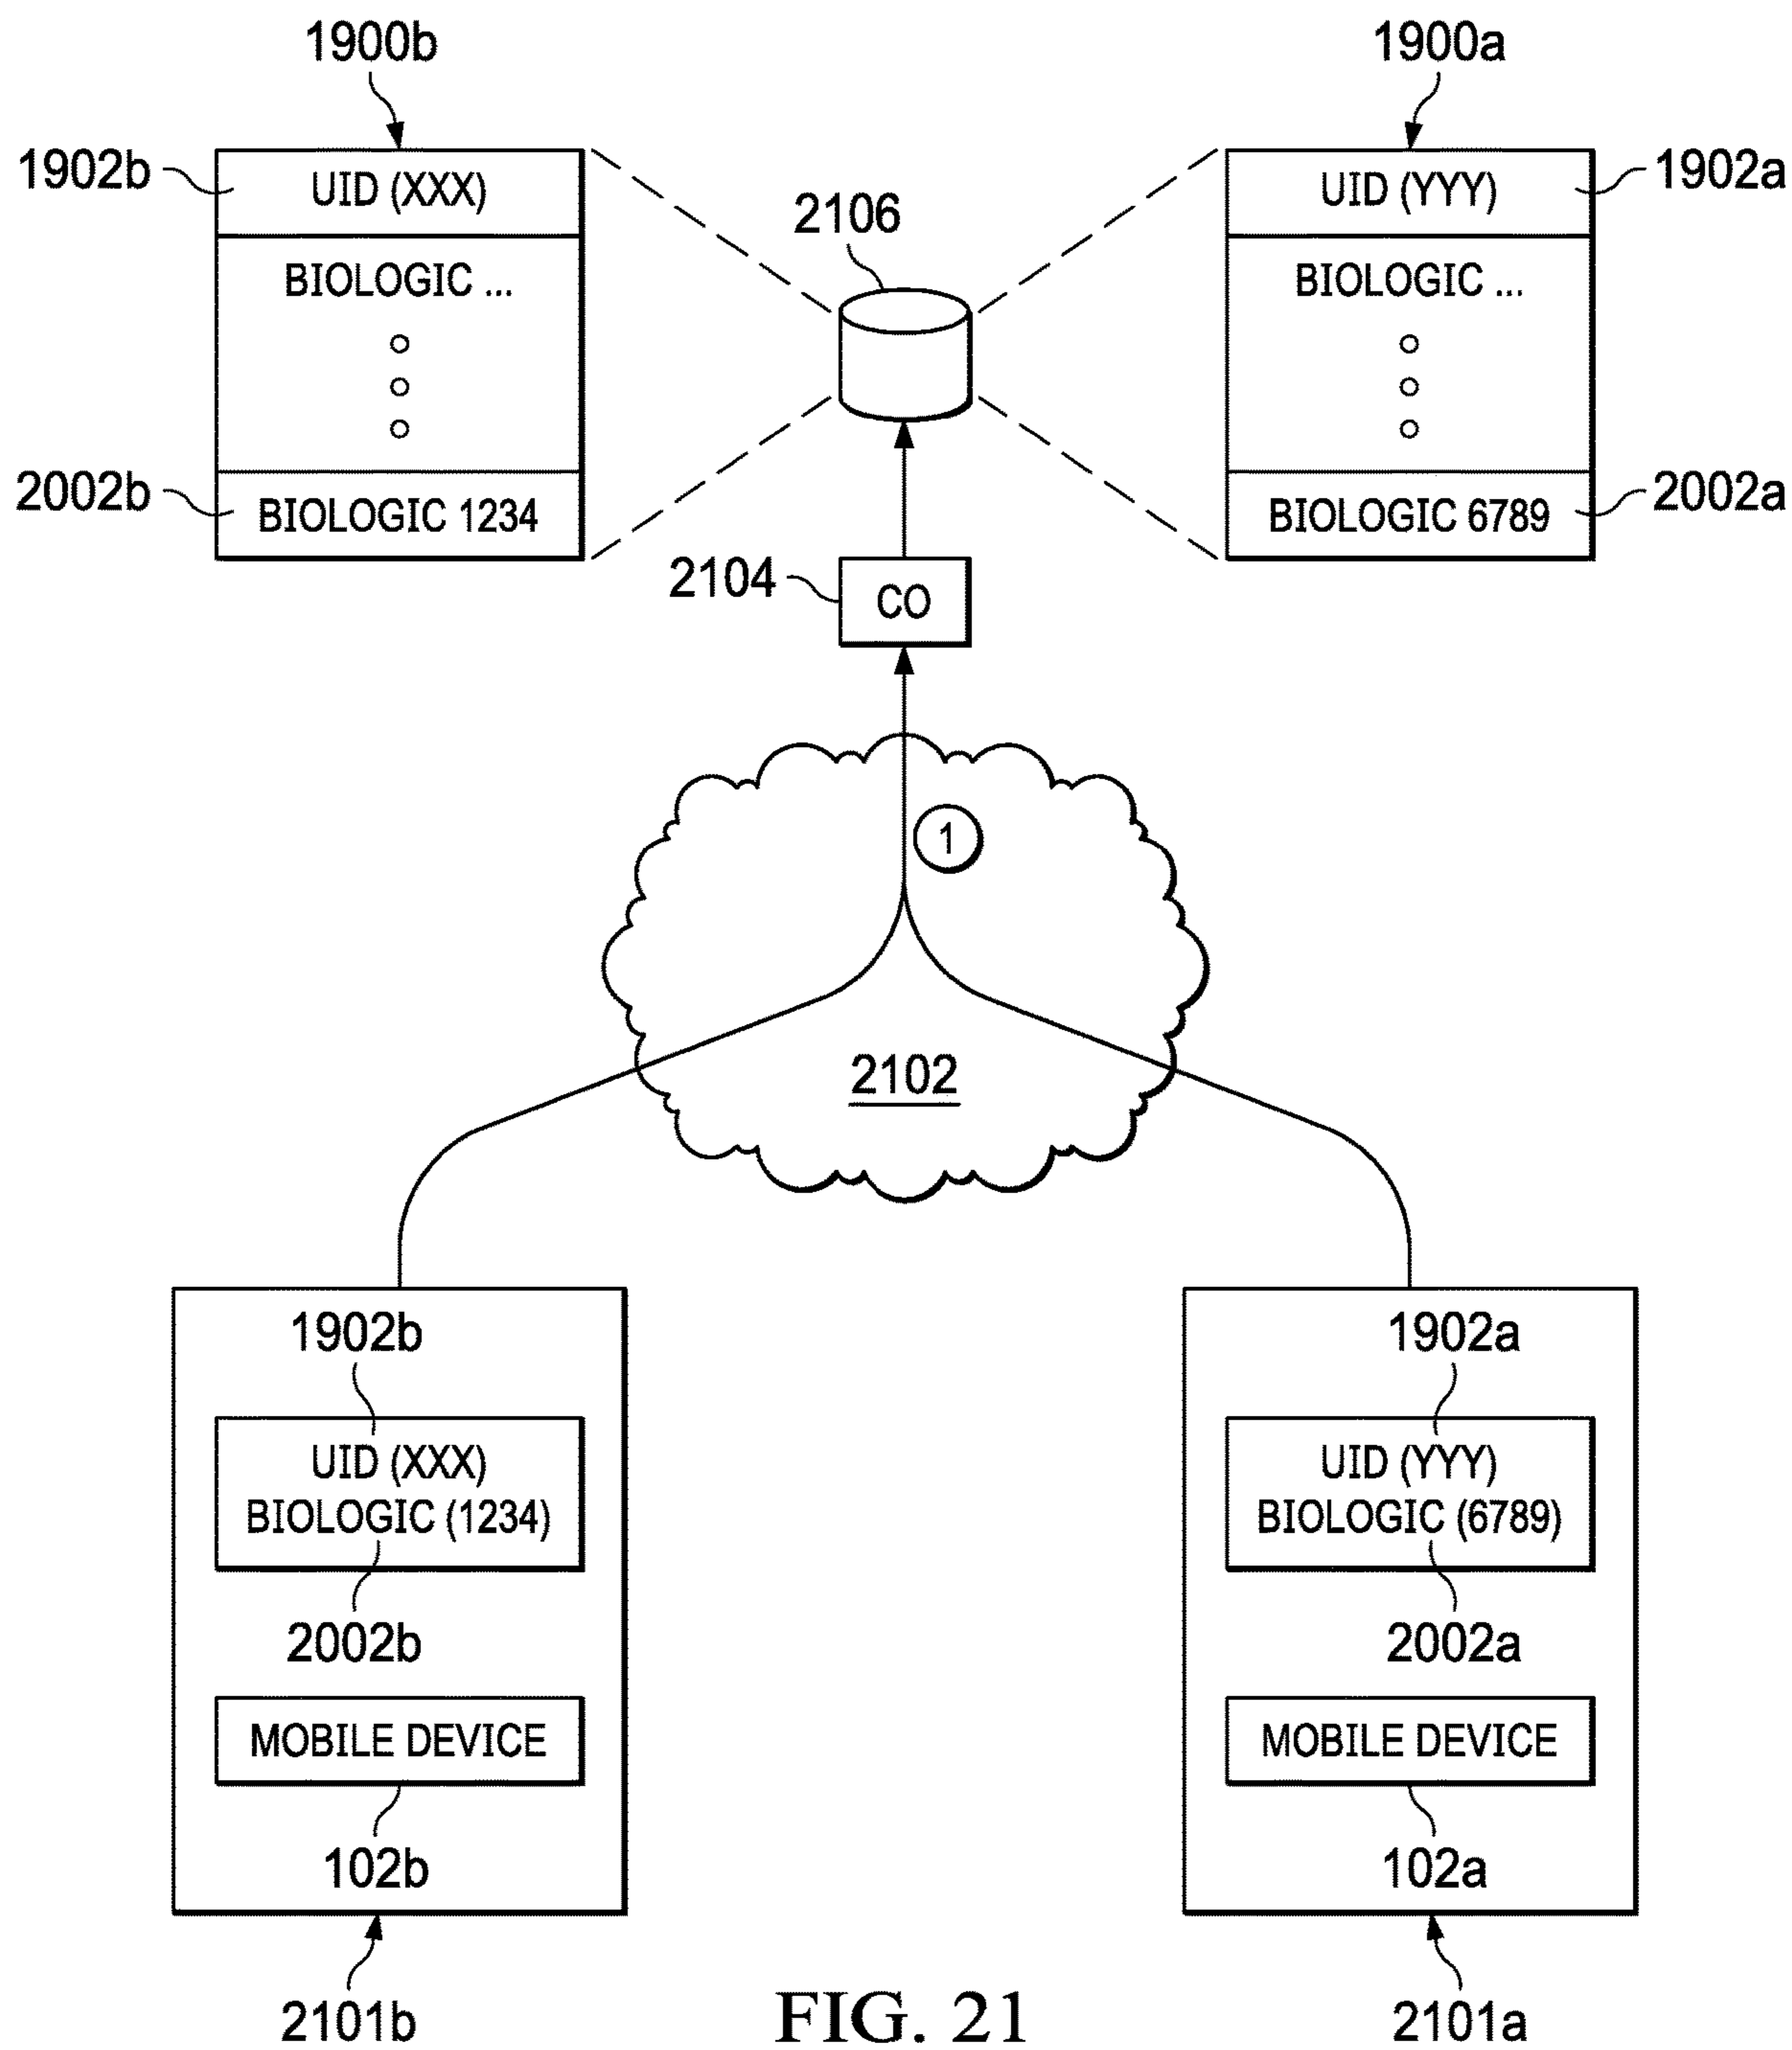 1900b
1900a
1902b
UID (XXX)
UID (YYY)
1902a
2106
BIOLOGIC ...
BIOLOGIC ...
2002b
BIOLOGIC 1234
BIOLOGIC 6789
2002a
2104
CO
1
2102
1902b
1902a
UID (XXX)
BIOLOGIC (1234)
UID (YYY)
BIOLOGIC (6789)
2002b
2002a
MOBILE DEVICE
MOBILE DEVICE
102b
102a
2101b
FIG. 21
2101a